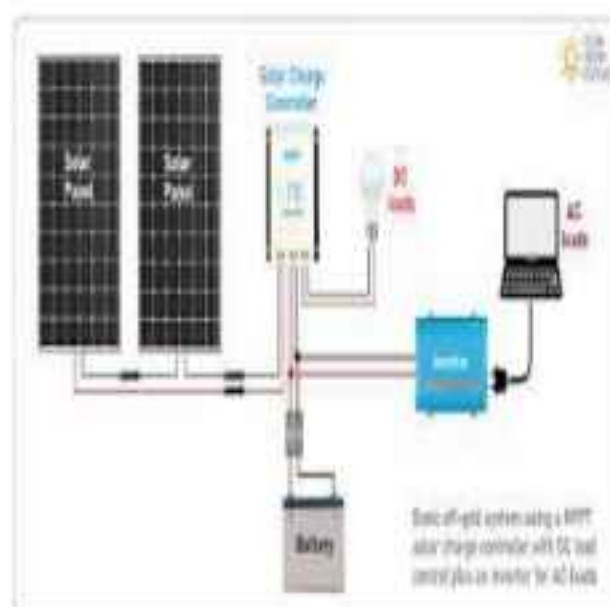 Solar Charge
Controller
Solar
Panel
Solar
Panel
DC
loads
AC
loads
Inverter
Battery
Basic off-grid system using a MPPT
solar charge controller with DC load
control plus an inverter for AC loads